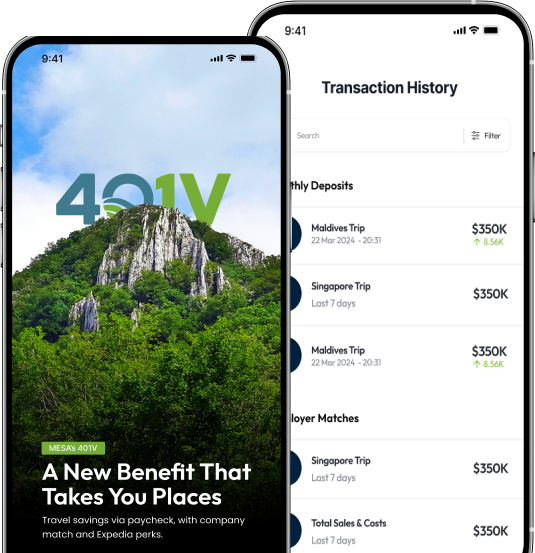 9:41
401V
MESA's 401V
A New Benefit That
Takes You Places
Travel savings via paycheck, with company
match and Expedia perks.
9:41
Transaction History
Search
Filter
thly Deposits
Maldives Trip
$350K
22 Mar 2024 - 20:31
↑ 8.56K
Singapore Trip
$350K
Last 7 days
Maldives Trip
$350K
22 Mar 2024 - 20:31
↑ 8.56K
loyer Matches
Singapore Trip
$350K
Last 7 days
Total Sales & Costs
$350K
Last 7 days